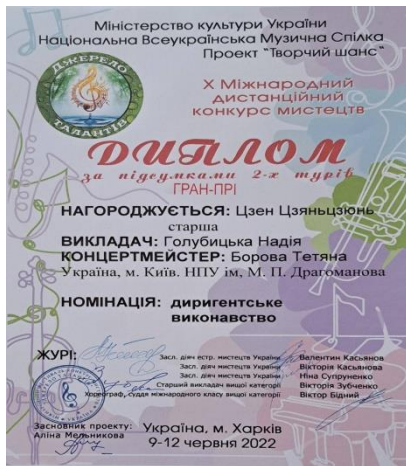 Міністерство культури України
Національна Всеукраїнська Музична Спілка
Проект "Творчий шанс"
ДЖЕРЕЛО
ТАЛАНТІВ
X Міжнародний
дистанційний
конкурс мистецтв
ДИПЛОМ
за підсумками 2-х турів
ГРАН-ПРІ
НАГОРОДЖУЄТЬСЯ: Цзен Цзяньцзюнь
старша
ВИКЛАДАЧ: Голубицька Надія
КОНЦЕРТМЕЙСТЕР: Борова Тетяна
Україна, м. Київ. НПУ ім, М. П. Драгоманова
НОМІНАЦІЯ: диригентське
виконавство
ЖУРІ:
Засл. діяч естр. мистецтв України Валентин Касьянов
Засл. діяч мистецтв України Вікторія Касьянова
Засл. діяч мистецтв України Ніна Супруненко
Старший викладач вищої категорії Вікторія Зубченко
Хореограф, суддя міжнародного класу вищої категорії Віктор Бідний
Засновник проекту:
Аліна Мельникова
Україна, м. Харків
9-12 червня 2022